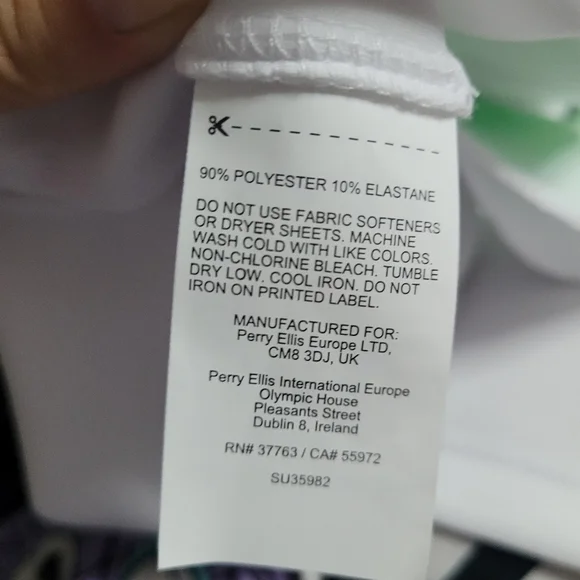 90% POLYESTER 10% ELASTANE
DO NOT USE FABRIC SOFTENERS
OR DRYER SHEETS. MACHINE
WASH COLD WITH LIKE COLORS.
NON-CHLORINE BLEACH. TUMBLE
DRY LOW. COOL IRON. DO NOT
IRON ON PRINTED LABEL.
MANUFACTURED FOR:
Perry Ellis Europe LTD,
CM8 3DJ, UK
Perry Ellis International Europe
Olympic House
Pleasants Street
Dublin 8, Ireland
RN# 37763 / CA# 55972
SU35982